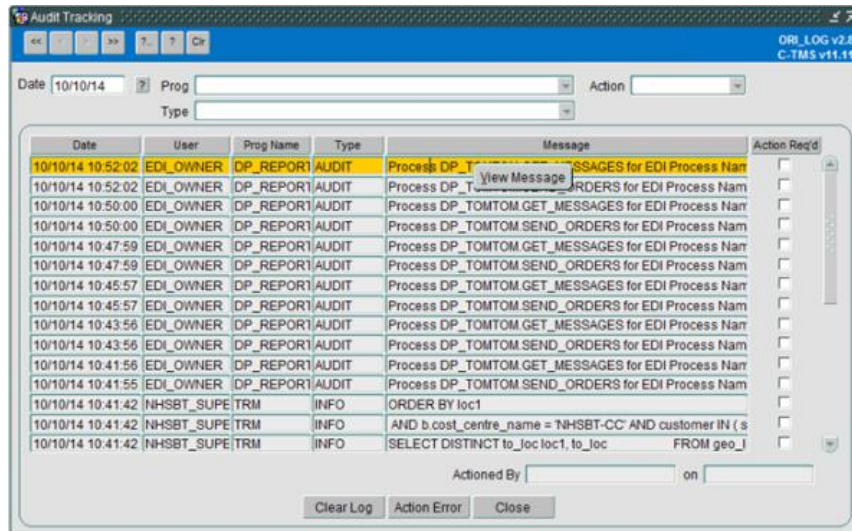 Audit Tracking
<< < > >> ?.. ? Clr
ORI_LOG v2.8
C-TMS v11.11
Date 10/10/14 ? Prog Action
Type
Date User Prog Name Type Message Action Req'd
10/10/14 10:52:02 EDI_OWNER DP_REPORT AUDIT Process DP_TOMTOM.GET_MESSAGES for EDI Process Nam
View Message
10/10/14 10:52:02 EDI_OWNER DP_REPORT AUDIT Process DP_TOMTOM.SEND_ORDERS for EDI Process Nam
10/10/14 10:50:00 EDI_OWNER DP_REPORT AUDIT Process DP_TOMTOM.GET_MESSAGES for EDI Process Nam
10/10/14 10:50:00 EDI_OWNER DP_REPORT AUDIT Process DP_TOMTOM.SEND_ORDERS for EDI Process Nam
10/10/14 10:47:59 EDI_OWNER DP_REPORT AUDIT Process DP_TOMTOM.GET_MESSAGES for EDI Process Nam
10/10/14 10:47:59 EDI_OWNER DP_REPORT AUDIT Process DP_TOMTOM.SEND_ORDERS for EDI Process Nam
10/10/14 10:45:57 EDI_OWNER DP_REPORT AUDIT Process DP_TOMTOM.GET_MESSAGES for EDI Process Nam
10/10/14 10:45:57 EDI_OWNER DP_REPORT AUDIT Process DP_TOMTOM.SEND_ORDERS for EDI Process Nam
10/10/14 10:43:56 EDI_OWNER DP_REPORT AUDIT Process DP_TOMTOM.GET_MESSAGES for EDI Process Nam
10/10/14 10:43:56 EDI_OWNER DP_REPORT AUDIT Process DP_TOMTOM.SEND_ORDERS for EDI Process Nam
10/10/14 10:41:56 EDI_OWNER DP_REPORT AUDIT Process DP_TOMTOM.GET_MESSAGES for EDI Process Nam
10/10/14 10:41:55 EDI_OWNER DP_REPORT AUDIT Process DP_TOMTOM.SEND_ORDERS for EDI Process Nam
10/10/14 10:41:42 NHSBT_SUPE TRM INFO ORDER BY loc1
10/10/14 10:41:42 NHSBT_SUPE TRM INFO AND b.cost_centre_name = 'NHSBT-CC' AND customer IN ( s
10/10/14 10:41:42 NHSBT_SUPE TRM INFO SELECT DISTINCT to_loc loc1, to_loc FROM geo_l
Actioned By on
Clear Log Action Error Close